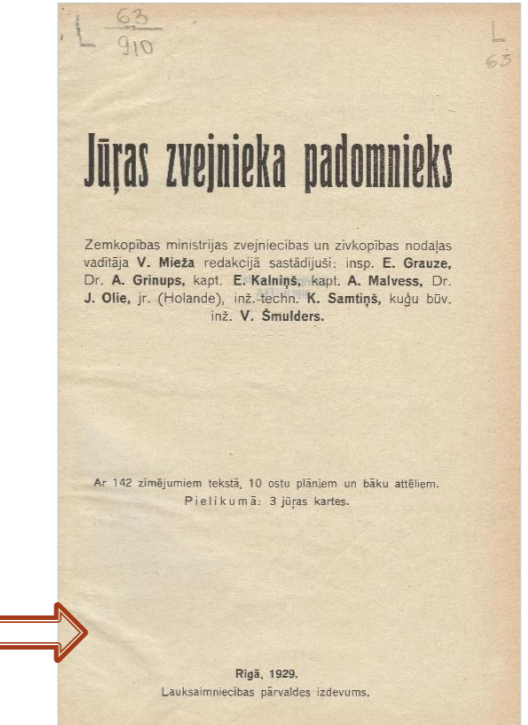 L 63
910
L
63
Jūŗas zvejnieka padomnieks
Zemkopības ministrijas zvejniecības un zivkopības nodaļas
vadītāja V. Mieža redakcijā sastādījuši: insp. E. Grauze,
Dr. A. Grinups, kapt. E. Kalniņš, kapt. A. Malvess, Dr.
J. Olie, jr. (Holande), inž.-techn. K. Samtiņš, kuģu būv.
inž. V. Šmulders.
Ar 142 zīmējumiem tekstā, 10 ostu plāniem un bāku attēliem.
Pielikumā: 3 jūŗas kartes.
Rīgā, 1929.
Lauksaimniecības pārvaldes izdevums.